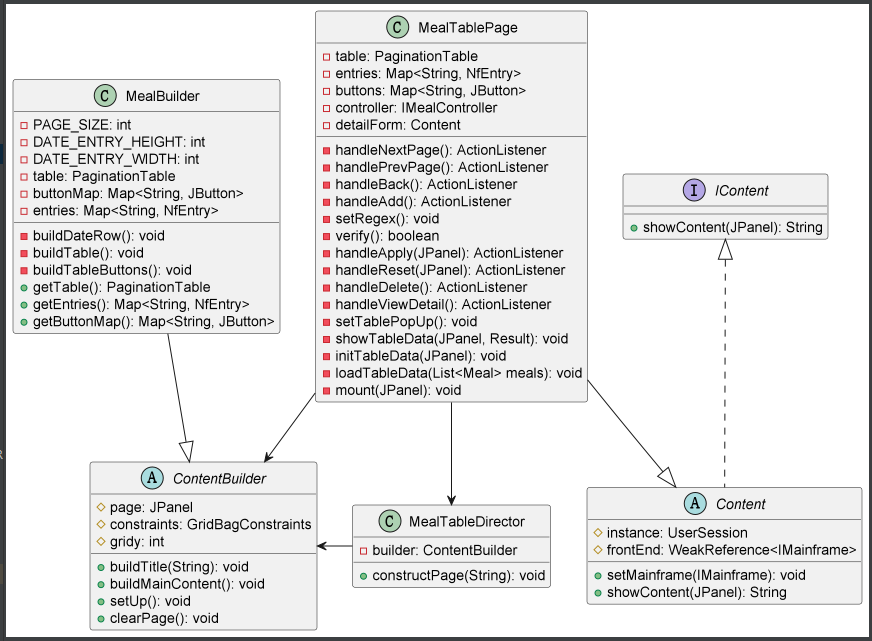 C MealTablePage
table: PaginationTable
entries: Map<String, NfEntry>
buttons: Map<String, JButton>
controller: IMealController
detailForm: Content
handleNextPage(): ActionListener
handlePrevPage(): ActionListener
handleBack(): ActionListener
handleAdd(): ActionListener
setRegex(): void
verify(): boolean
handleApply(JPanel): ActionListener
handleReset(JPanel): ActionListener
handleDelete(): ActionListener
handleViewDetail(): ActionListener
setTablePopUp(): void
showTableData(JPanel, Result): void
initTableData(JPanel): void
loadTableData(List<Meal> meals): void
mount(JPanel): void
C MealBuilder
PAGE_SIZE: int
DATE_ENTRY_HEIGHT: int
DATE_ENTRY_WIDTH: int
table: PaginationTable
buttonMap: Map<String, JButton>
entries: Map<String, NfEntry>
buildDateRow(): void
buildTable(): void
buildTableButtons(): void
getTable(): PaginationTable
getEntries(): Map<String, NfEntry>
getButtonMap(): Map<String, JButton>
I IContent
showContent(JPanel): String
A ContentBuilder
page: JPanel
constraints: GridBagConstraints
gridy: int
buildTitle(String): void
buildMainContent(): void
setUp(): void
clearPage(): void
C MealTableDirector
builder: ContentBuilder
constructPage(String): void
A Content
instance: UserSession
frontEnd: WeakReference<IMainframe>
setMainframe(IMainframe): void
showContent(JPanel): String